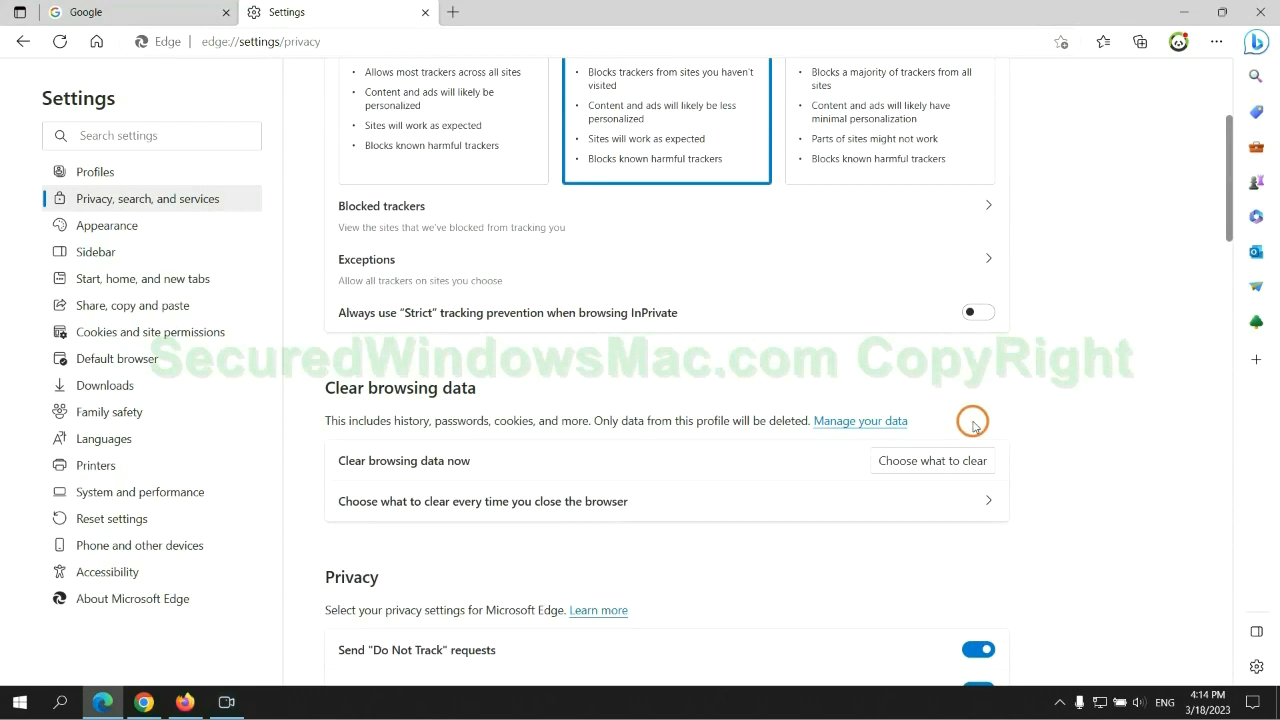 Google
Settings
Edge
edge://settings/privacy
Settings
Search settings
Profiles
Privacy, search, and services
Appearance
Sidebar
Start, home, and new tabs
Share, copy and paste
Cookies and site permissions
Default browser
Downloads
Family safety
Languages
Printers
System and performance
Reset settings
Phone and other devices
Accessibility
About Microsoft Edge
• Allows most trackers across all sites
• Content and ads will likely be
personalized
• Sites will work as expected
• Blocks known harmful trackers
• Blocks trackers from sites you haven't
visited
• Content and ads will likely be less
personalized
• Sites will work as expected
• Blocks known harmful trackers
• Blocks a majority of trackers from all
sites
• Content and ads will likely have
minimal personalization
• Parts of sites might not work
• Blocks known harmful trackers
Blocked trackers
View the sites that we've blocked from tracking you
Exceptions
Allow all trackers on sites you choose
Always use “Strict” tracking prevention when browsing InPrivate
SecuredWindowsMac.com CopyRight
Clear browsing data
This includes history, passwords, cookies, and more. Only data from this profile will be deleted. Manage your data
Clear browsing data now
Choose what to clear
Choose what to clear every time you close the browser
Privacy
Select your privacy settings for Microsoft Edge. Learn more
Send "Do Not Track" requests
ENG
4:14 PM
3/18/2023